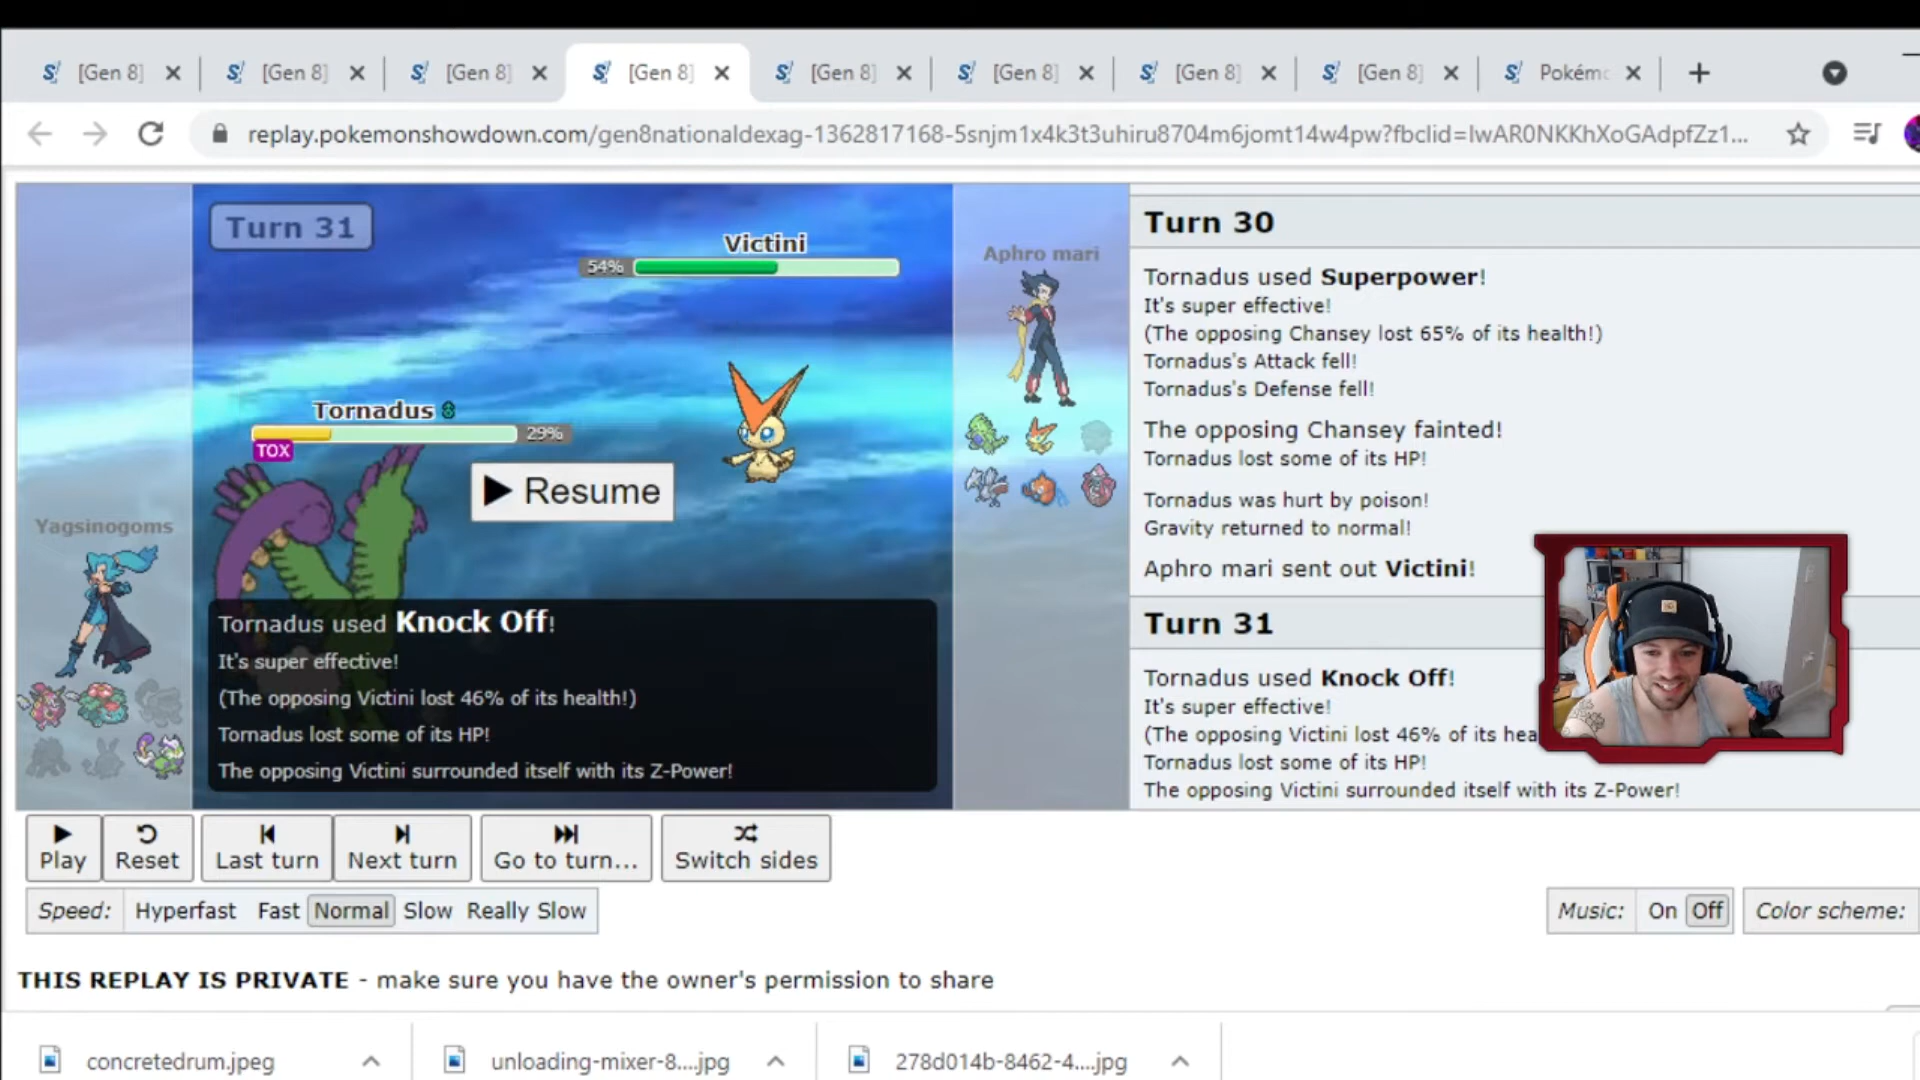 [Gen 8] [Gen 8] [Gen 8] [Gen 8] [Gen 8] [Gen 8] [Gen 8] [Gen 8] Pokémo
replay.pokemonshowdown.com/gen8nationaldexag-1362817168-5snjm1x4k3t3uhiru8704m6jomt14w4pw?fbclid=IwAR0NKKhXoGAdpfZz1...
Turn 31
Victini
54%
Tornadus
29%
TOX
Resume
Yagsinogoms
Aphro mari
Tornadus used Knock Off!
It's super effective!
(The opposing Victini lost 46% of its health!)
Tornadus lost some of its HP!
The opposing Victini surrounded itself with its Z-Power!
Turn 30
Tornadus used Superpower!
It's super effective!
(The opposing Chansey lost 65% of its health!)
Tornadus's Attack fell!
Tornadus's Defense fell!
The opposing Chansey fainted!
Tornadus lost some of its HP!
Tornadus was hurt by poison!
Gravity returned to normal!
Aphro mari sent out Victini!
Turn 31
Tornadus used Knock Off!
It's super effective!
(The opposing Victini lost 46% of its hea
Tornadus lost some of its HP!
The opposing Victini surrounded itself with its Z-Power!
Play Reset Last turn Next turn Go to turn... Switch sides
Speed: Hyperfast Fast Normal Slow Really Slow
Music: On Off Color scheme:
THIS REPLAY IS PRIVATE - make sure you have the owner's permission to share
concretedrum.jpeg unloading-mixer-8....jpg 278d014b-8462-4....jpg